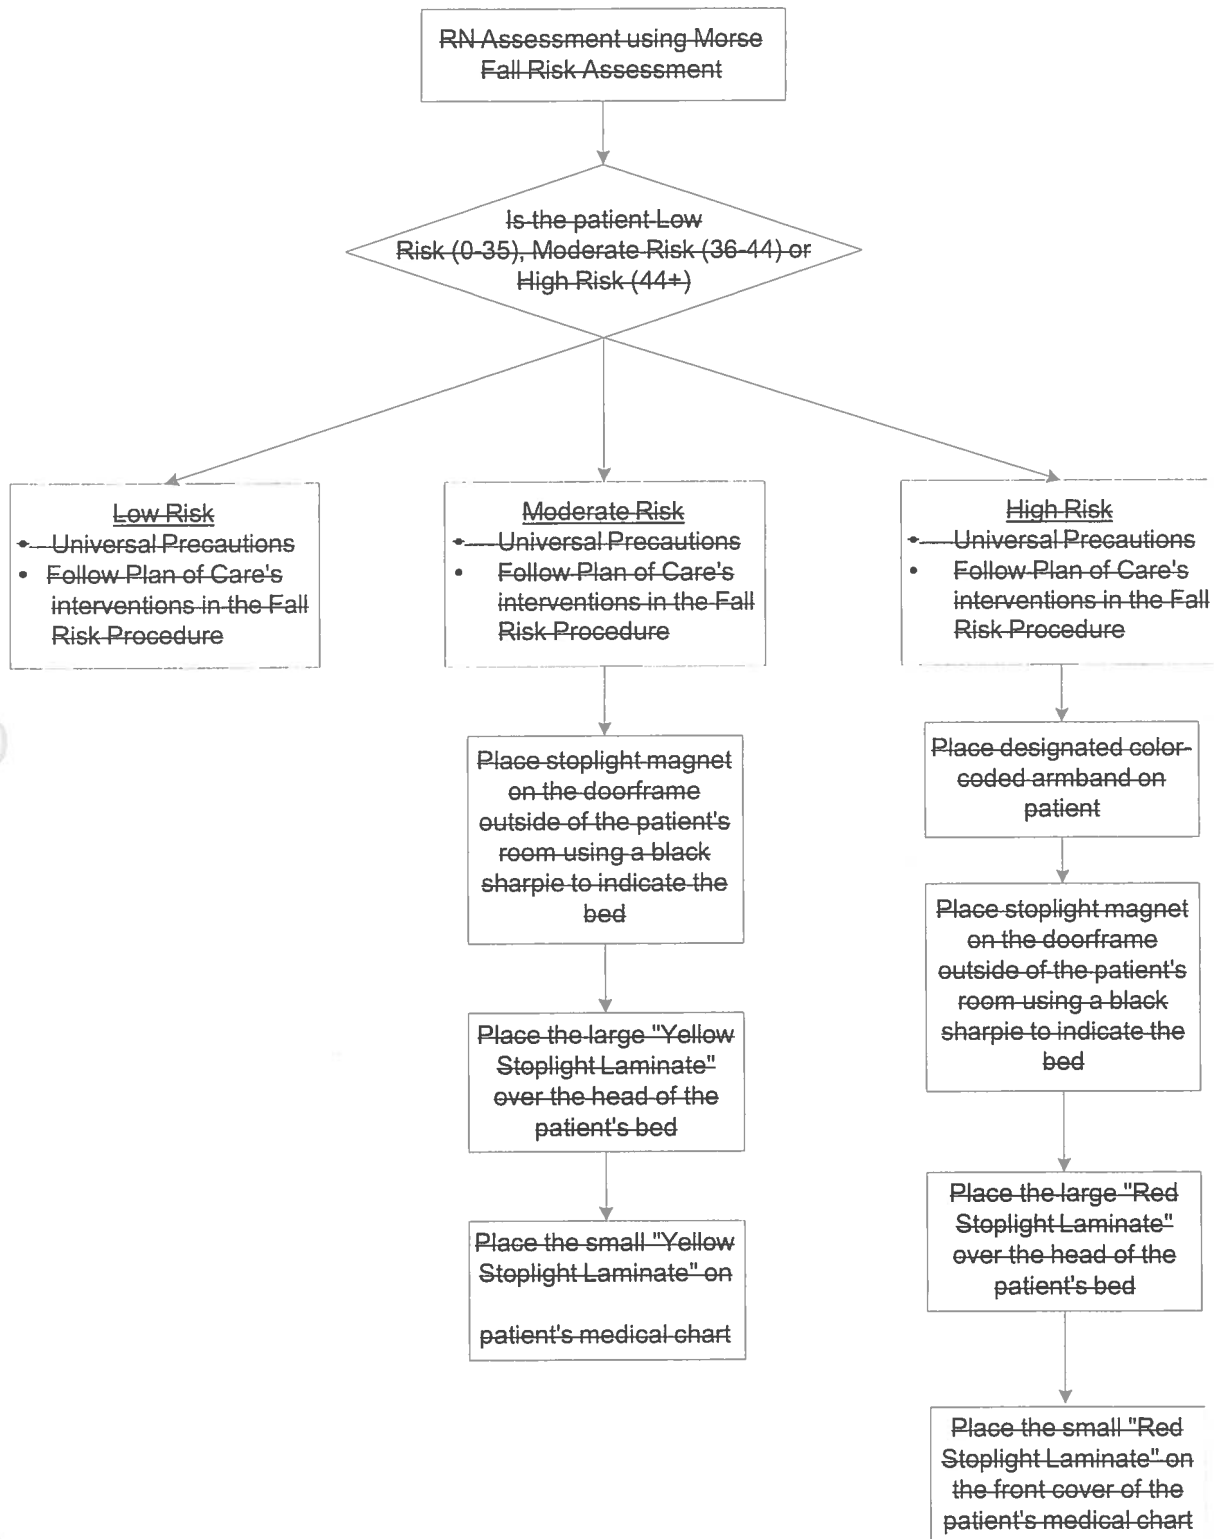 RN Assessment using Morse
Fall Risk Assessment
Is the patient Low
Risk (0-35), Moderate Risk (36-44) or
High Risk (44+)
Low Risk
• Universal Precautions
• Follow Plan of Care's
interventions in the Fall
Risk Procedure
Moderate Risk
• Universal Precautions
• Follow Plan of Care's
interventions in the Fall
Risk Procedure
High Risk
• Universal Precautions
• Follow Plan of Care's
interventions in the Fall
Risk Procedure
Place stoplight magnet
on the doorframe
outside of the patient's
room using a black
sharpie to indicate the
bed
Place the large "Yellow
Stoplight Laminate"
over the head of the
patient's bed
Place the small "Yellow
Stoplight Laminate" on
patient's medical chart
Place designated color-
coded armband on
patient
Place stoplight magnet
on the doorframe
outside of the patient's
room using a black
sharpie to indicate the
bed
Place the large "Red
Stoplight Laminate"
over the head of the
patient's bed
Place the small "Red
Stoplight Laminate" on
the front cover of the
patient's medical chart